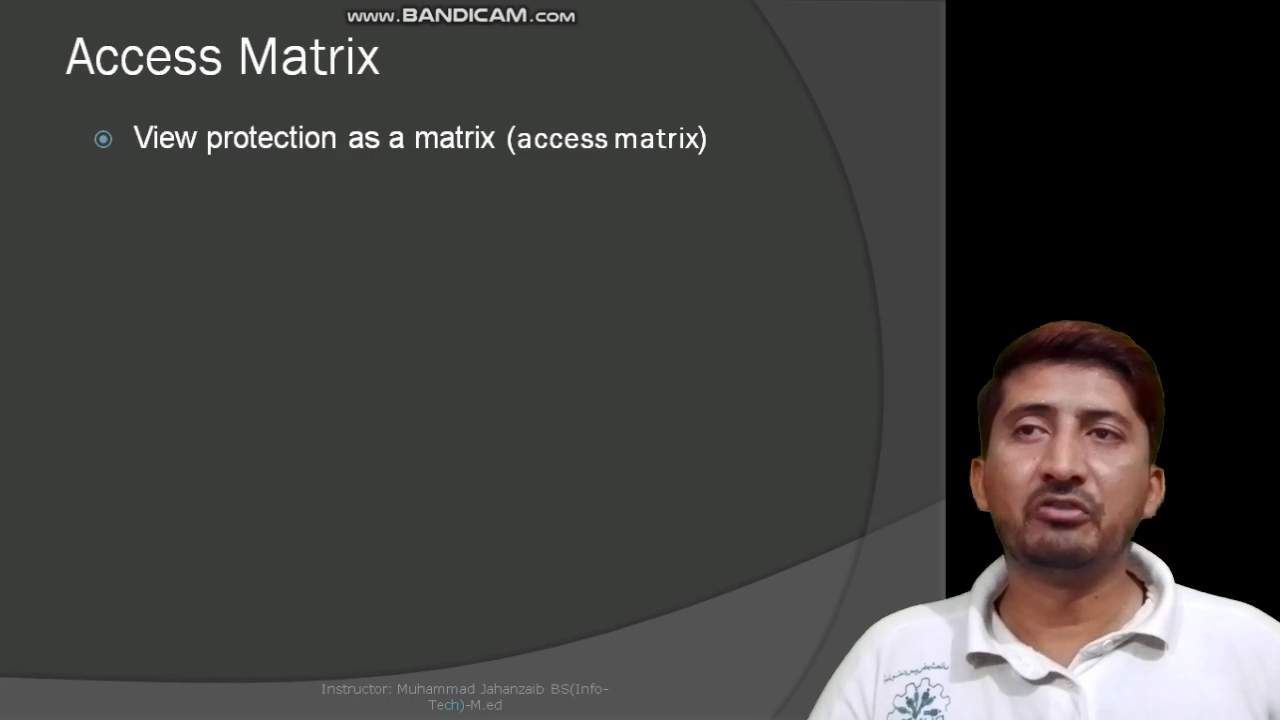 www.BANDICAM.com
Access Matrix
View protection as a matrix (access matrix)
Instructor: Muhammad Jahanzaib BS(Info-
Tech)-M.ed